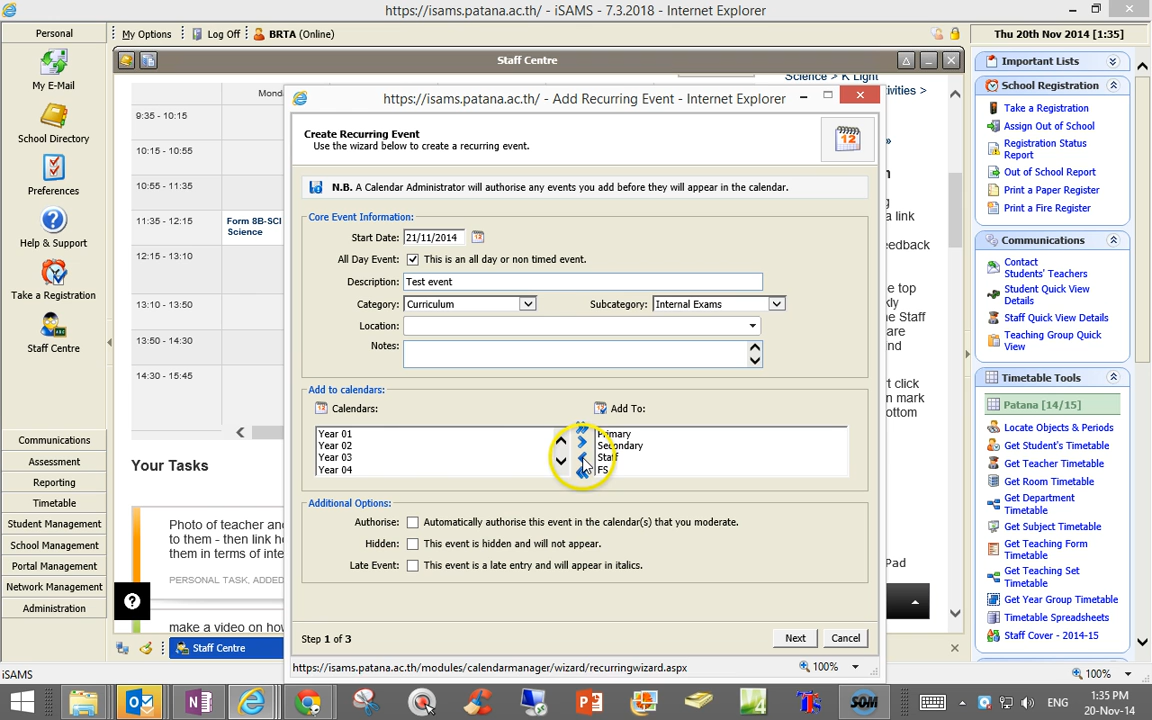 https://isams.patana.ac.th/ - iSAMS - 7.3.2018 - Internet Explorer
Personal
My Options
Log Off
BRTA (Online)
Thu 20th Nov 2014 [1:35]
My E-Mail
School Directory
Preferences
Help & Support
Take a Registration
Staff Centre
Communications
Assessment
Reporting
Timetable
Student Management
School Management
Portal Management
Network Management
Administration
iSAMS
Staff Centre
Mond
9:35 - 10:15
10:15 - 10:55
10:55 - 11:35
11:35 - 12:15
Form 8B-SCI
Science
12:15 - 13:10
13:10 - 13:50
13:50 - 14:30
14:30 - 15:45
Your Tasks
Photo of teacher and
to them - then link he
them in terms of inte
PERSONAL TASK, ADDED
make a video on how
Staff Centre
Science > K Light
ivities >
https://isams.patana.ac.th/ - Add Recurring Event - Internet Explorer
Create Recurring Event
Use the wizard below to create a recurring event.
12
N.B. A Calendar Administrator will authorise any events you add before they will appear in the calendar.
Core Event Information:
Start Date: 21/11/2014
All Day Event: This is an all day or non timed event.
Description: Test event
Category: Curriculum
Subcategory: Internal Exams
Location:
Notes:
Add to calendars:
Calendars:
Add To:
Year 01
Year 02
Year 03
Year 04
Primary
Secondary
Staff
FS
Additional Options:
Authorise: Automatically authorise this event in the calendar(s) that you moderate.
Hidden: This event is hidden and will not appear.
Late Event: This event is a late entry and will appear in italics.
Step 1 of 3
Next
Cancel
https://isams.patana.ac.th/modules/calendarmanager/wizard/recurringwizard.aspx
100%
a link
eedback
e top
kly
e Staff
are
nd
t click
n mark
ottom
Pad
Important Lists
School Registration
Take a Registration
Assign Out of School
Registration Status
Report
Out of School Report
Print a Paper Register
Print a Fire Register
Communications
Contact
Students' Teachers
Student Quick View
Details
Staff Quick View Details
Teaching Group Quick
View
Timetable Tools
Patana [14/15]
Locate Objects & Periods
Get Student's Timetable
Get Teacher Timetable
Get Room Timetable
Get Department
Timetable
Get Subject Timetable
Get Teaching Form
Timetable
Get Teaching Set
Timetable
Get Year Group Timetable
Timetable Spreadsheets
Staff Cover - 2014-15
100%
ENG
1:35 PM
20-Nov-14